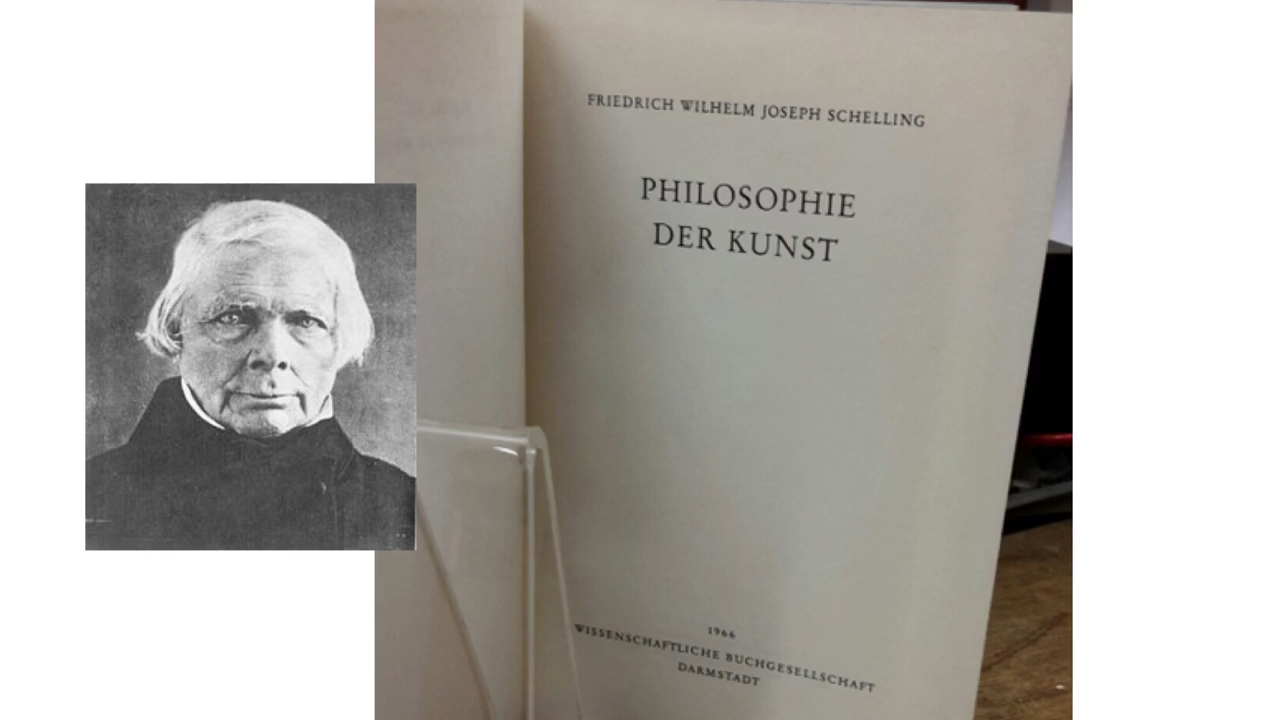 FRIEDRICH WILHELM JOSEPH SCHELLING
PHILOSOPHIE
DER KUNST
1966
WISSENSCHAFTLICHE BUCHGESELLSCHAFT
DARMSTADT